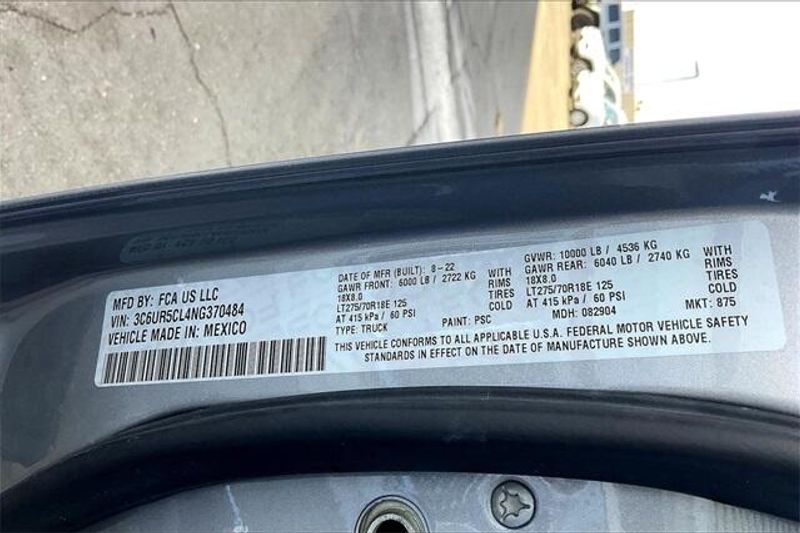 MFD BY: FCA US LLC
VIN: 3C6UR5CL4NG370484
VEHICLE MADE IN: MEXICO
DATE OF MFR (BUILT): 8-22
GAWR FRONT: 6000 LB / 2722 KG WITH
18X8.0 RIMS
LT275/70R18E 125 TIRES
AT 415 kPa / 60 PSI COLD
TYPE: TRUCK PAINT: PSC
GVWR: 10000 LB / 4536 KG
GAWR REAR: 6040 LB / 2740 KG WITH
18X8.0 RIMS
LT275/70R18E 125 TIRES
AT 415 kPa / 60 PSI COLD
MDH: 082904 MKT: 875
THIS VEHICLE CONFORMS TO ALL APPLICABLE U.S.A. FEDERAL MOTOR VEHICLE SAFETY
STANDARDS IN EFFECT ON THE DATE OF MANUFACTURE SHOWN ABOVE.